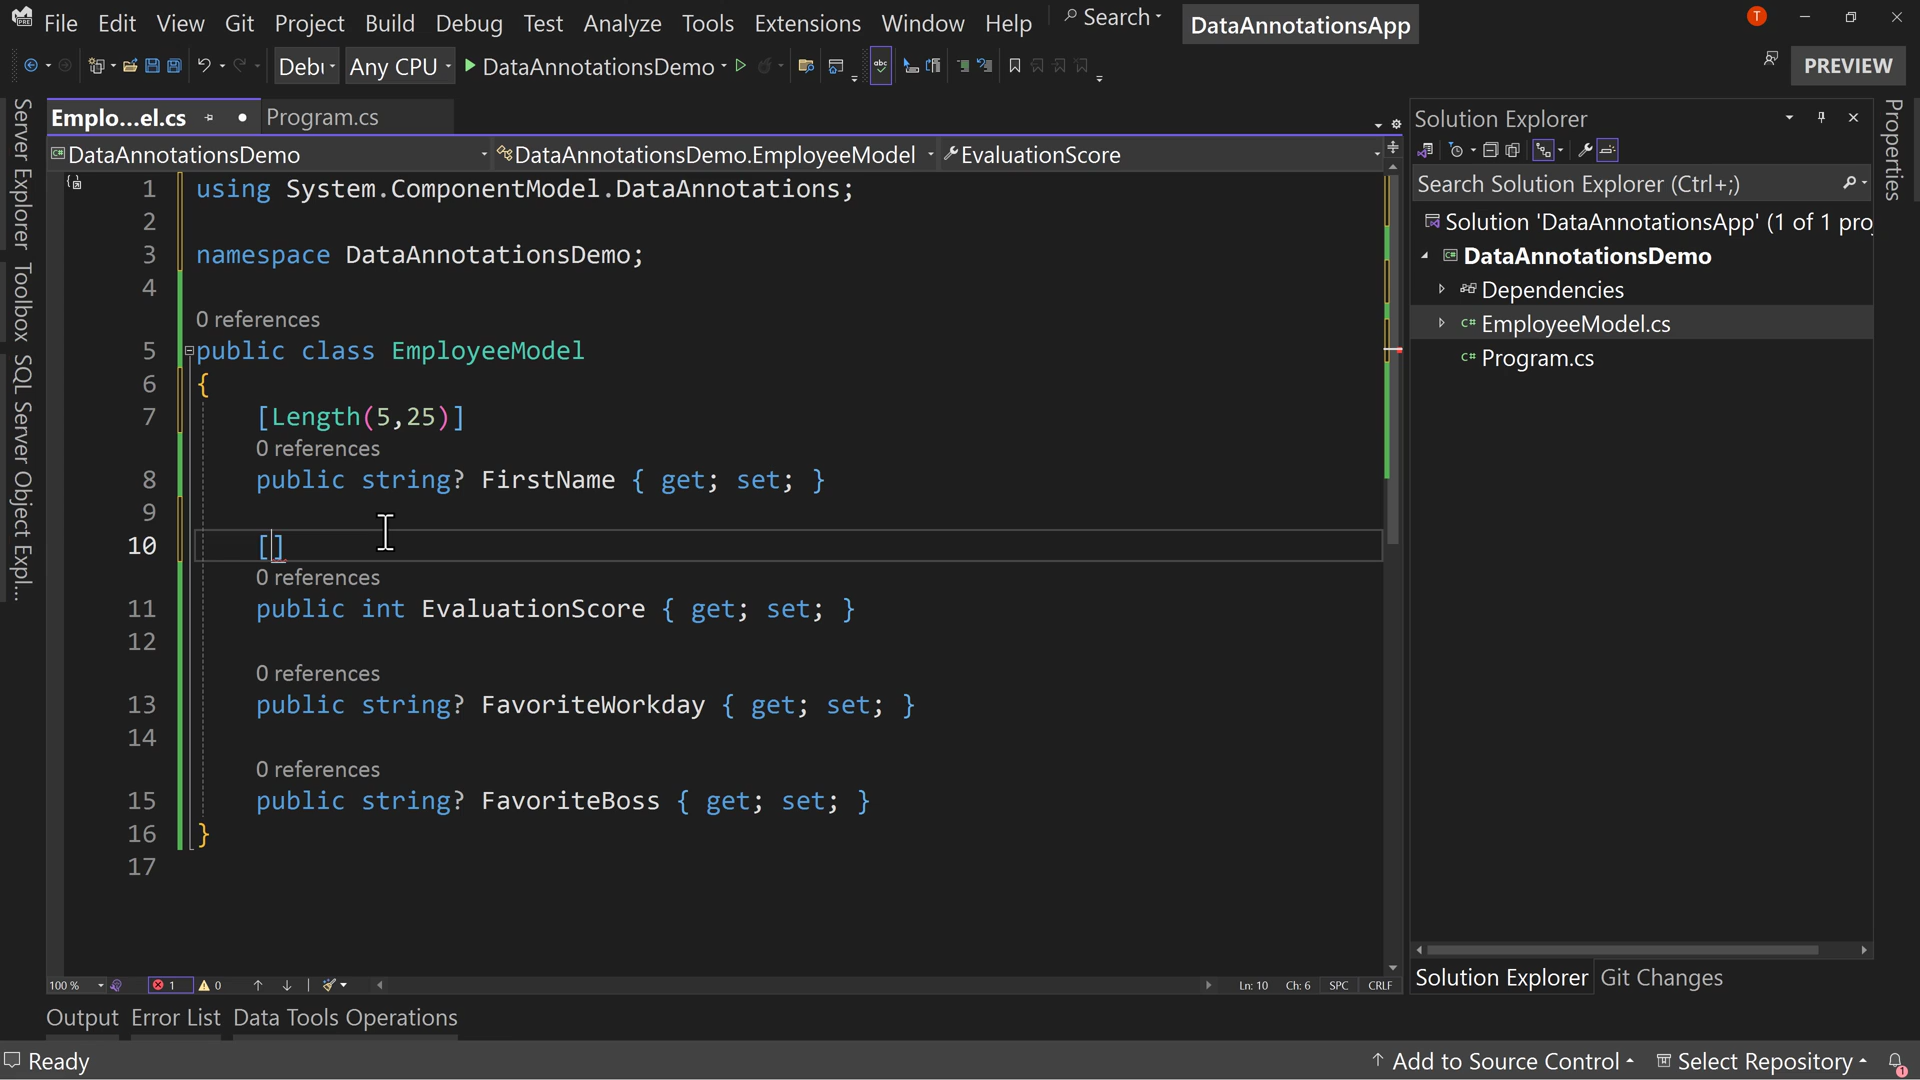 File Edit View Git Project Build Debug Test Analyze Tools Extensions Window Help Search DataAnnotationsApp T
Debu Any CPU DataAnnotationsDemo abc PREVIEW
Server Explorer
Toolbox
SQL Server Object Expl...
Emplo...el.cs Program.cs
DataAnnotationsDemo DataAnnotationsDemo.EmployeeModel EvaluationScore
1 using System.ComponentModel.DataAnnotations;
2
3 namespace DataAnnotationsDemo;
4
0 references
5 public class EmployeeModel
6 {
7 [Length(5,25)]
0 references
8 public string? FirstName { get; set; }
9
10 []
0 references
11 public int EvaluationScore { get; set; }
12
0 references
13 public string? FavoriteWorkday { get; set; }
14
0 references
15 public string? FavoriteBoss { get; set; }
16 }
17
100 % 1 0 Ln: 10 Ch: 6 SPC CRLF
Solution Explorer
Search Solution Explorer (Ctrl+;)
Solution 'DataAnnotationsApp' (1 of 1 pro
C# DataAnnotationsDemo
Dependencies
C# EmployeeModel.cs
C# Program.cs
Solution Explorer Git Changes
Properties
Output Error List Data Tools Operations
Ready Add to Source Control Select Repository 1